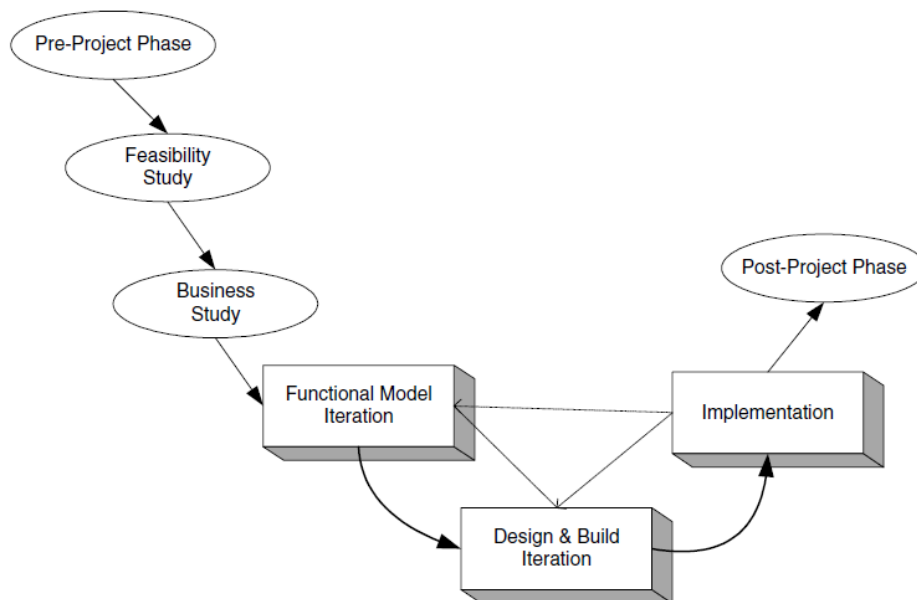 Pre-Project Phase
Feasibility
Study
Business
Study
Post-Project Phase
Functional Model
Iteration
Implementation
Design & Build
Iteration